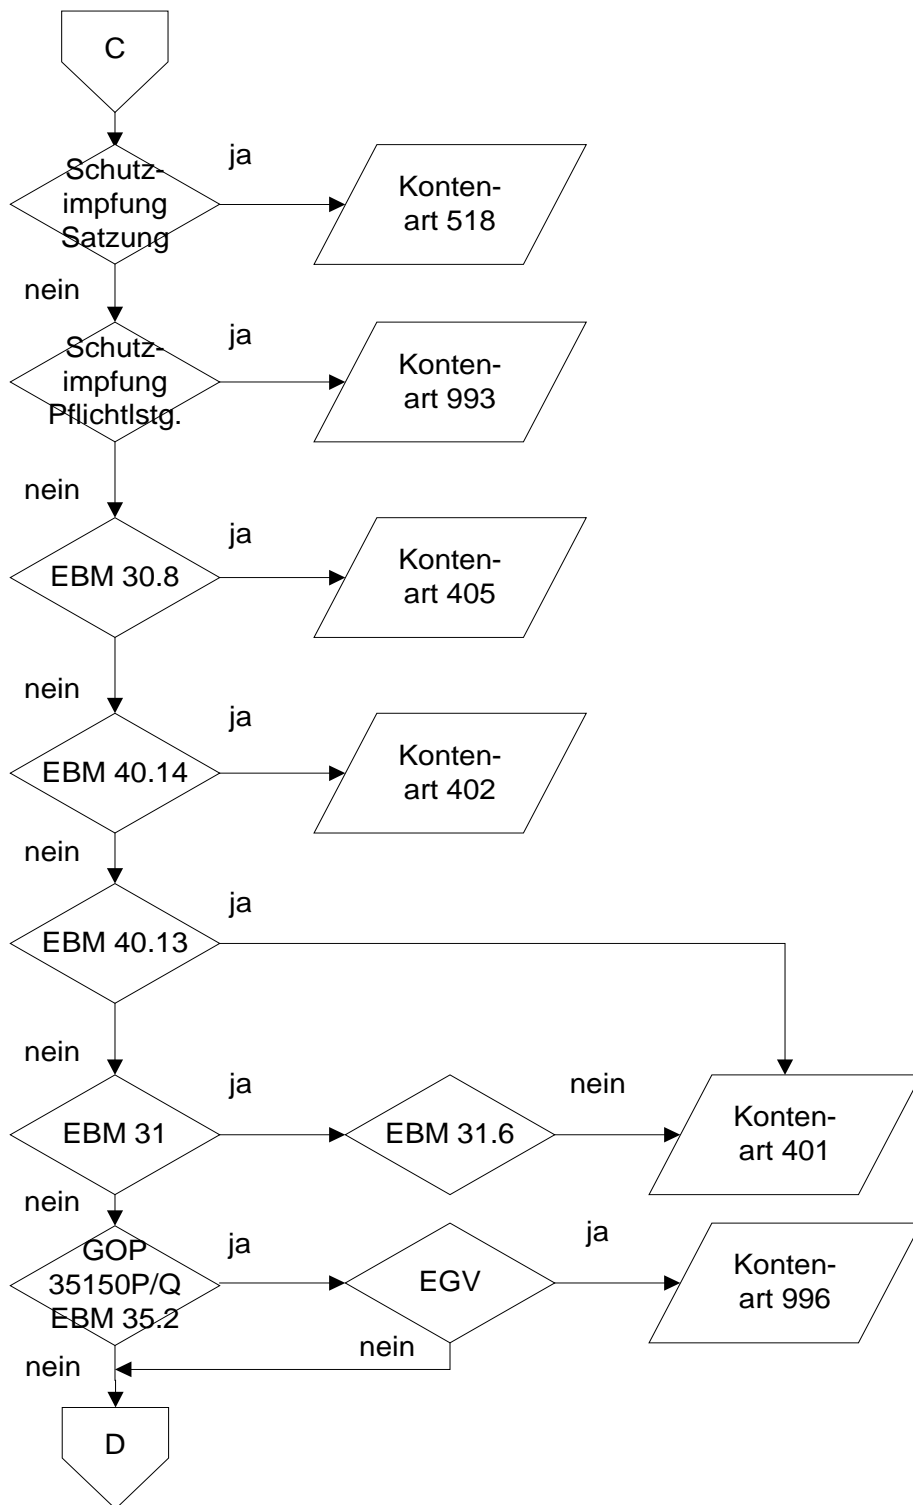 C
ja
Schutz-
impfung
Satzung
Konten-
art 518
nein
ja
Schutz-
impfung
Pflichtlstg.
Konten-
art 993
nein
ja
EBM 30.8
Konten-
art 405
nein
ja
EBM 40.14
Konten-
art 402
nein
ja
EBM 40.13
nein
ja
nein
EBM 31
EBM 31.6
Konten-
art 401
nein
ja
ja
GOP
35150P/Q
EBM 35.2
EGV
Konten-
art 996
nein
nein
D